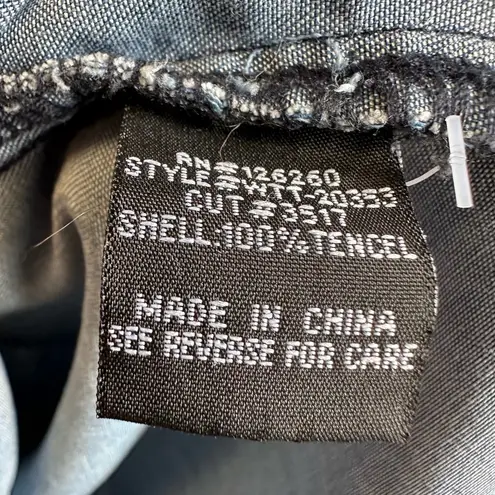 RN#126260
STYLE#WTT-20353
CUT#3517
SHELL:100%TENCEL
MADE IN CHINA
SEE REVERSE FOR CARE